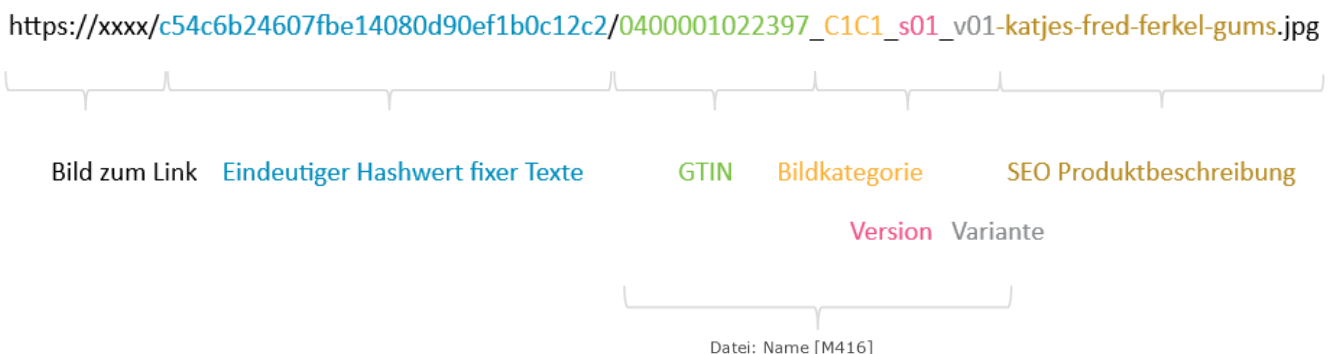 https://xxxx/c54c6b24607fbe14080d90ef1b0c12c2/0400001022397_C1C1_s01_v01-katjes-fred-ferkel-gums.jpg
Bild zum Link Eindeutiger Hashwert fixer Texte GTIN Bildkategorie SEO Produktbeschreibung
Version Variante
Datei: Name [M416]